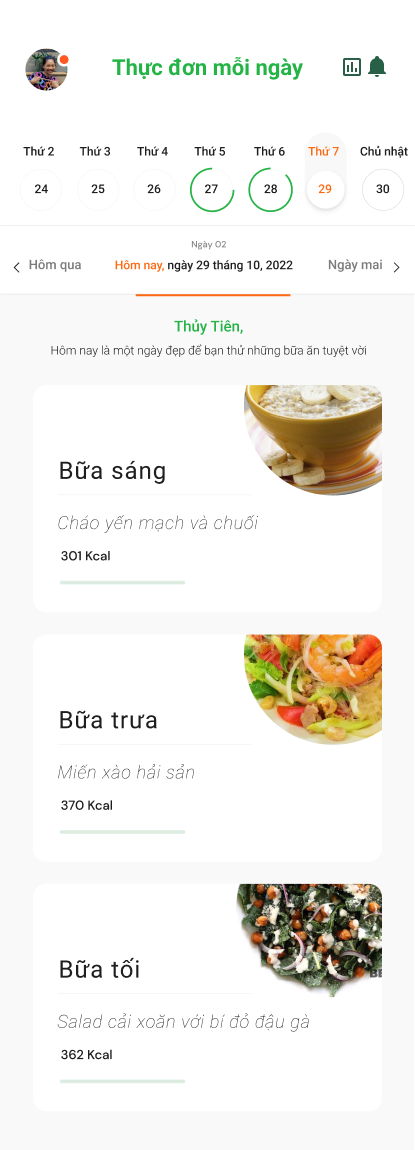 Thực đơn mỗi ngày
Thứ 2 Thứ 3 Thứ 4 Thứ 5 Thứ 6 Thứ 7 Chủ nhật
24 25 26 27 28 29 30
Ngày 02
Hôm qua Hôm nay, ngày 29 tháng 10, 2022 Ngày mai
Thủy Tiên,
Hôm nay là một ngày đẹp để bạn thử những bữa ăn tuyệt vời
Bữa sáng
Cháo yến mạch và chuối
301 Kcal
Bữa trưa
Miến xào hải sản
370 Kcal
Bữa tối
Salad cải xoăn với bí đỏ đậu gà
362 Kcal